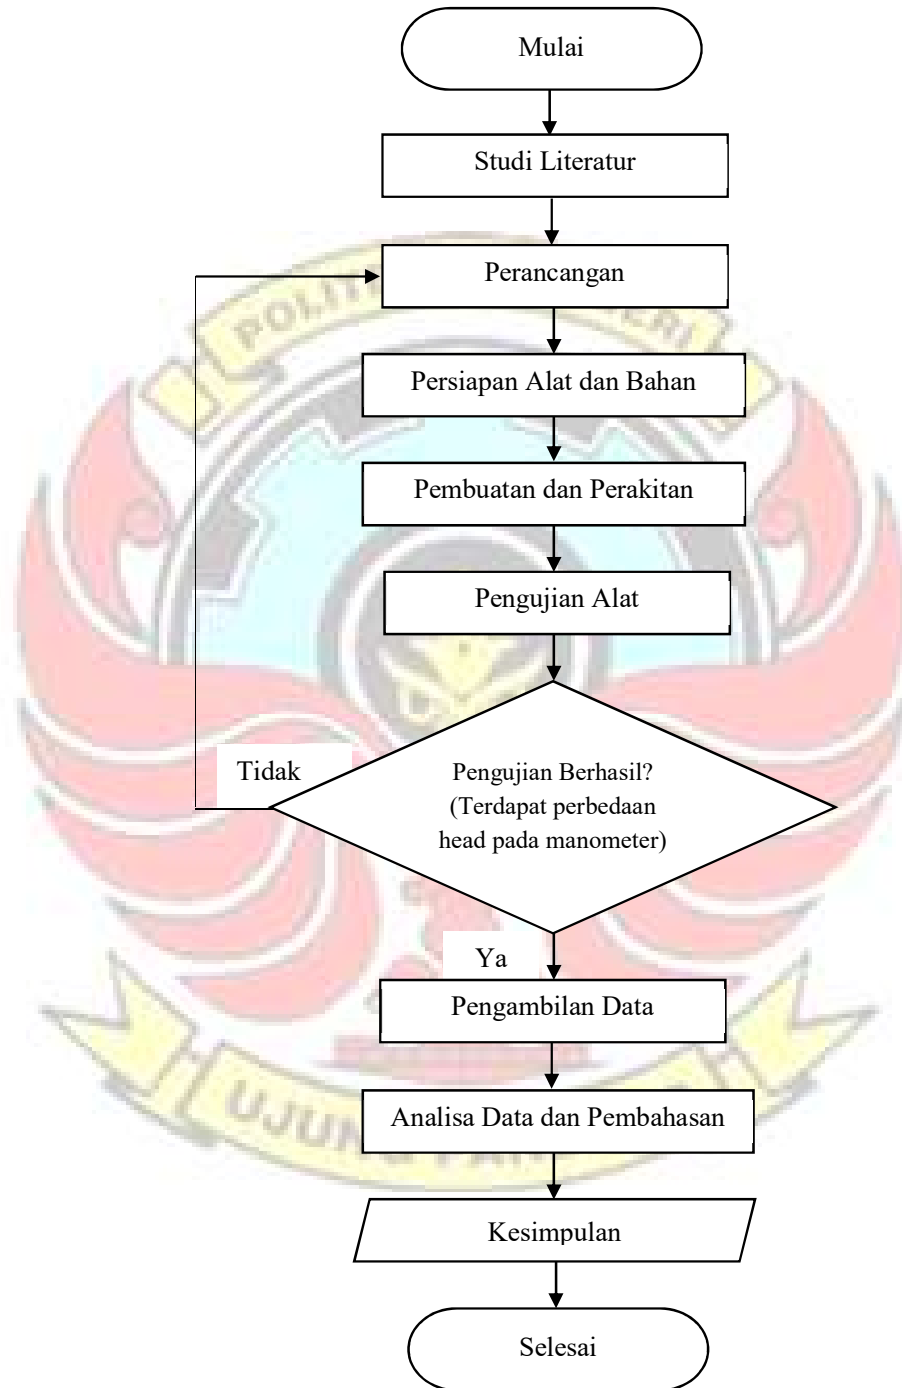 Mulai
Studi Literatur
Perancangan
Persiapan Alat dan Bahan
Pembuatan dan Perakitan
Pengujian Alat
Tidak
Pengujian Berhasil?
(Terdapat perbedaan
head pada manometer)
Ya
Pengambilan Data
Analisa Data dan Pembahasan
Kesimpulan
Selesai
UJUNG